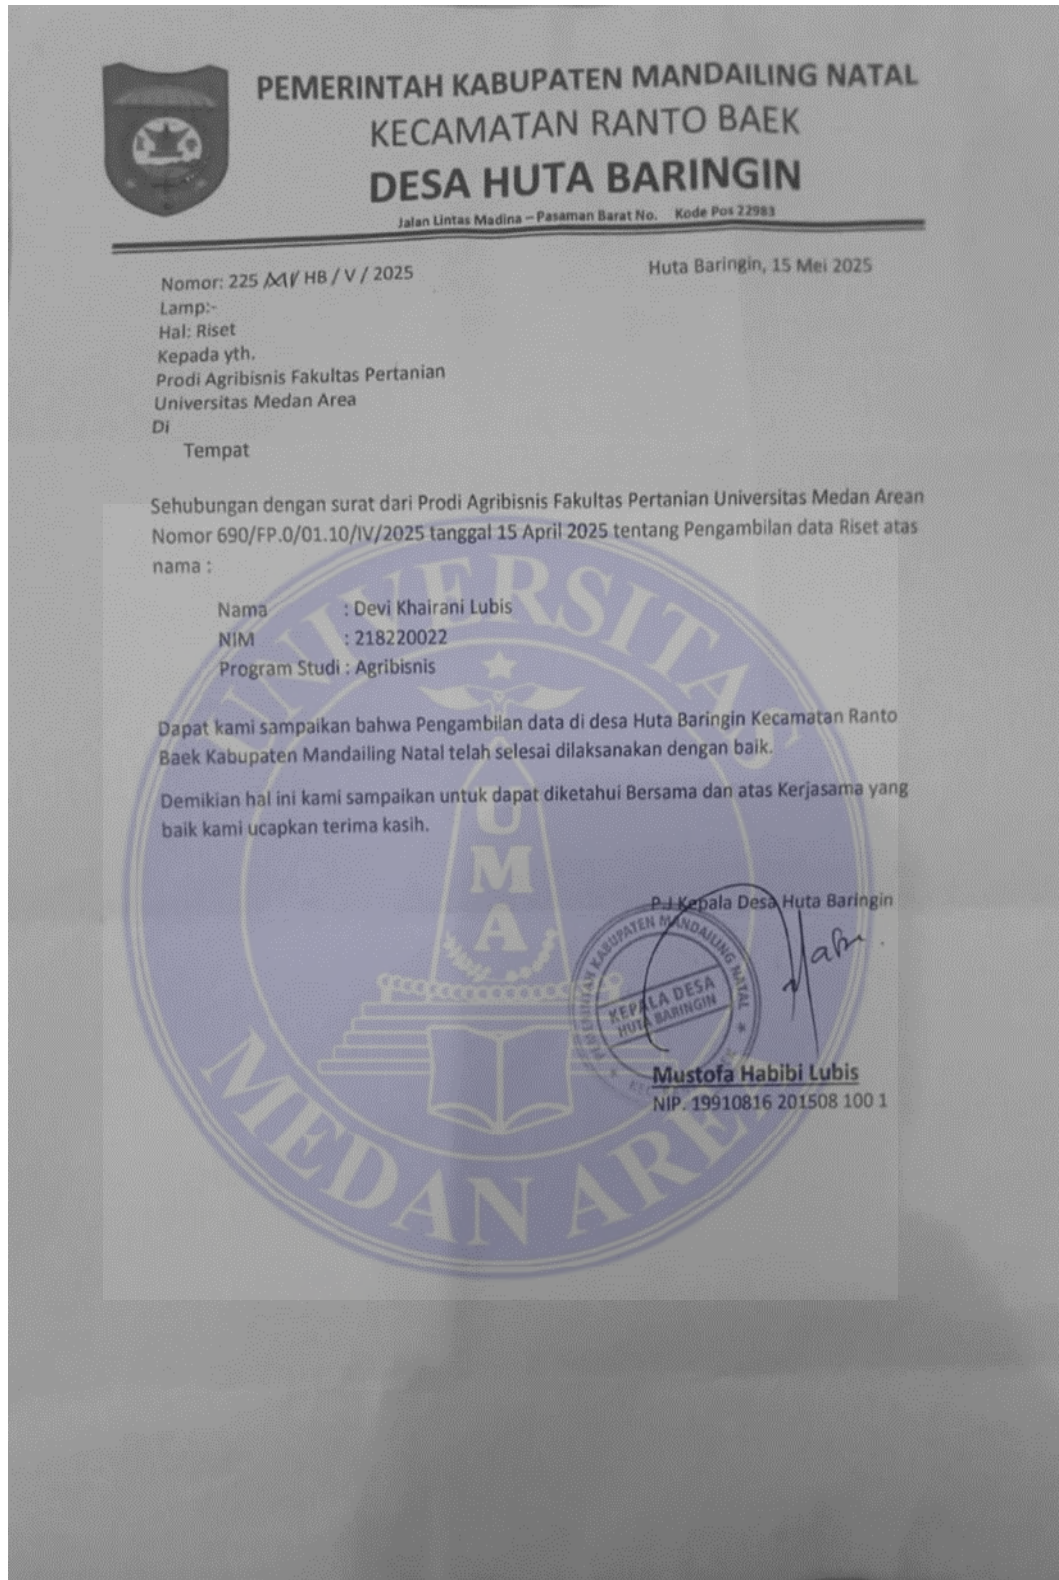 PEMERINTAH KABUPATEN MANDAILING NATAL
KECAMATAN RANTO BAEK
DESA HUTA BARINGIN
Jalan Lintas Madina – Pasaman Barat No. Kode Pos 22983
Nomor: 225 HB / V / 2025
Huta Baringin, 15 Mei 2025
Lamp:-
Hal: Riset
Kepada yth.
Prodi Agribisnis Fakultas Pertanian
Universitas Medan Area
Di
Tempat
Sehubungan dengan surat dari Prodi Agribisnis Fakultas Pertanian Universitas Medan Arean
Nomor 690/FP.0/01.10/IV/2025 tanggal 15 April 2025 tentang Pengambilan data Riset atas
nama :
Nama : Devi Khairani Lubis
NIM : 218220022
Program Studi : Agribisnis
Dapat kami sampaikan bahwa Pengambilan data di desa Huta Baringin Kecamatan Ranto
Baek Kabupaten Mandailing Natal telah selesai dilaksanakan dengan baik.
Demikian hal ini kami sampaikan untuk dapat diketahui Bersama dan atas Kerjasama yang
baik kami ucapkan terima kasih.
P.J Kepala Desa Huta Baringin
PEMERINTAH KABUPATEN MANDAILING NATAL
KEPALA DESA
HUTA BARINGIN
Mustofa Habibi Lubis
NIP. 19910816 201508 100 1
UNIVERSITAS
UMA
MEDAN AREA